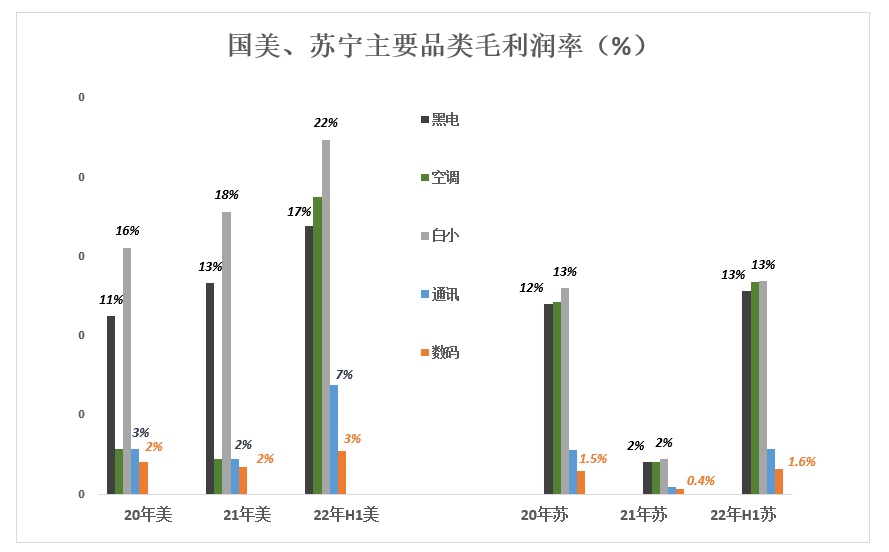 国美、苏宁主要品类毛利润率（%）
0
0
0
0
0
0
黑电
空调
白小
通讯
数码
11%
16%
3%
2%
13%
18%
2%
2%
17%
22%
7%
3%
12%
13%
1.5%
2%
2%
0.4%
13%
13%
1.6%
20年美
21年美
22年H1美
20年苏
21年苏
22年H1苏